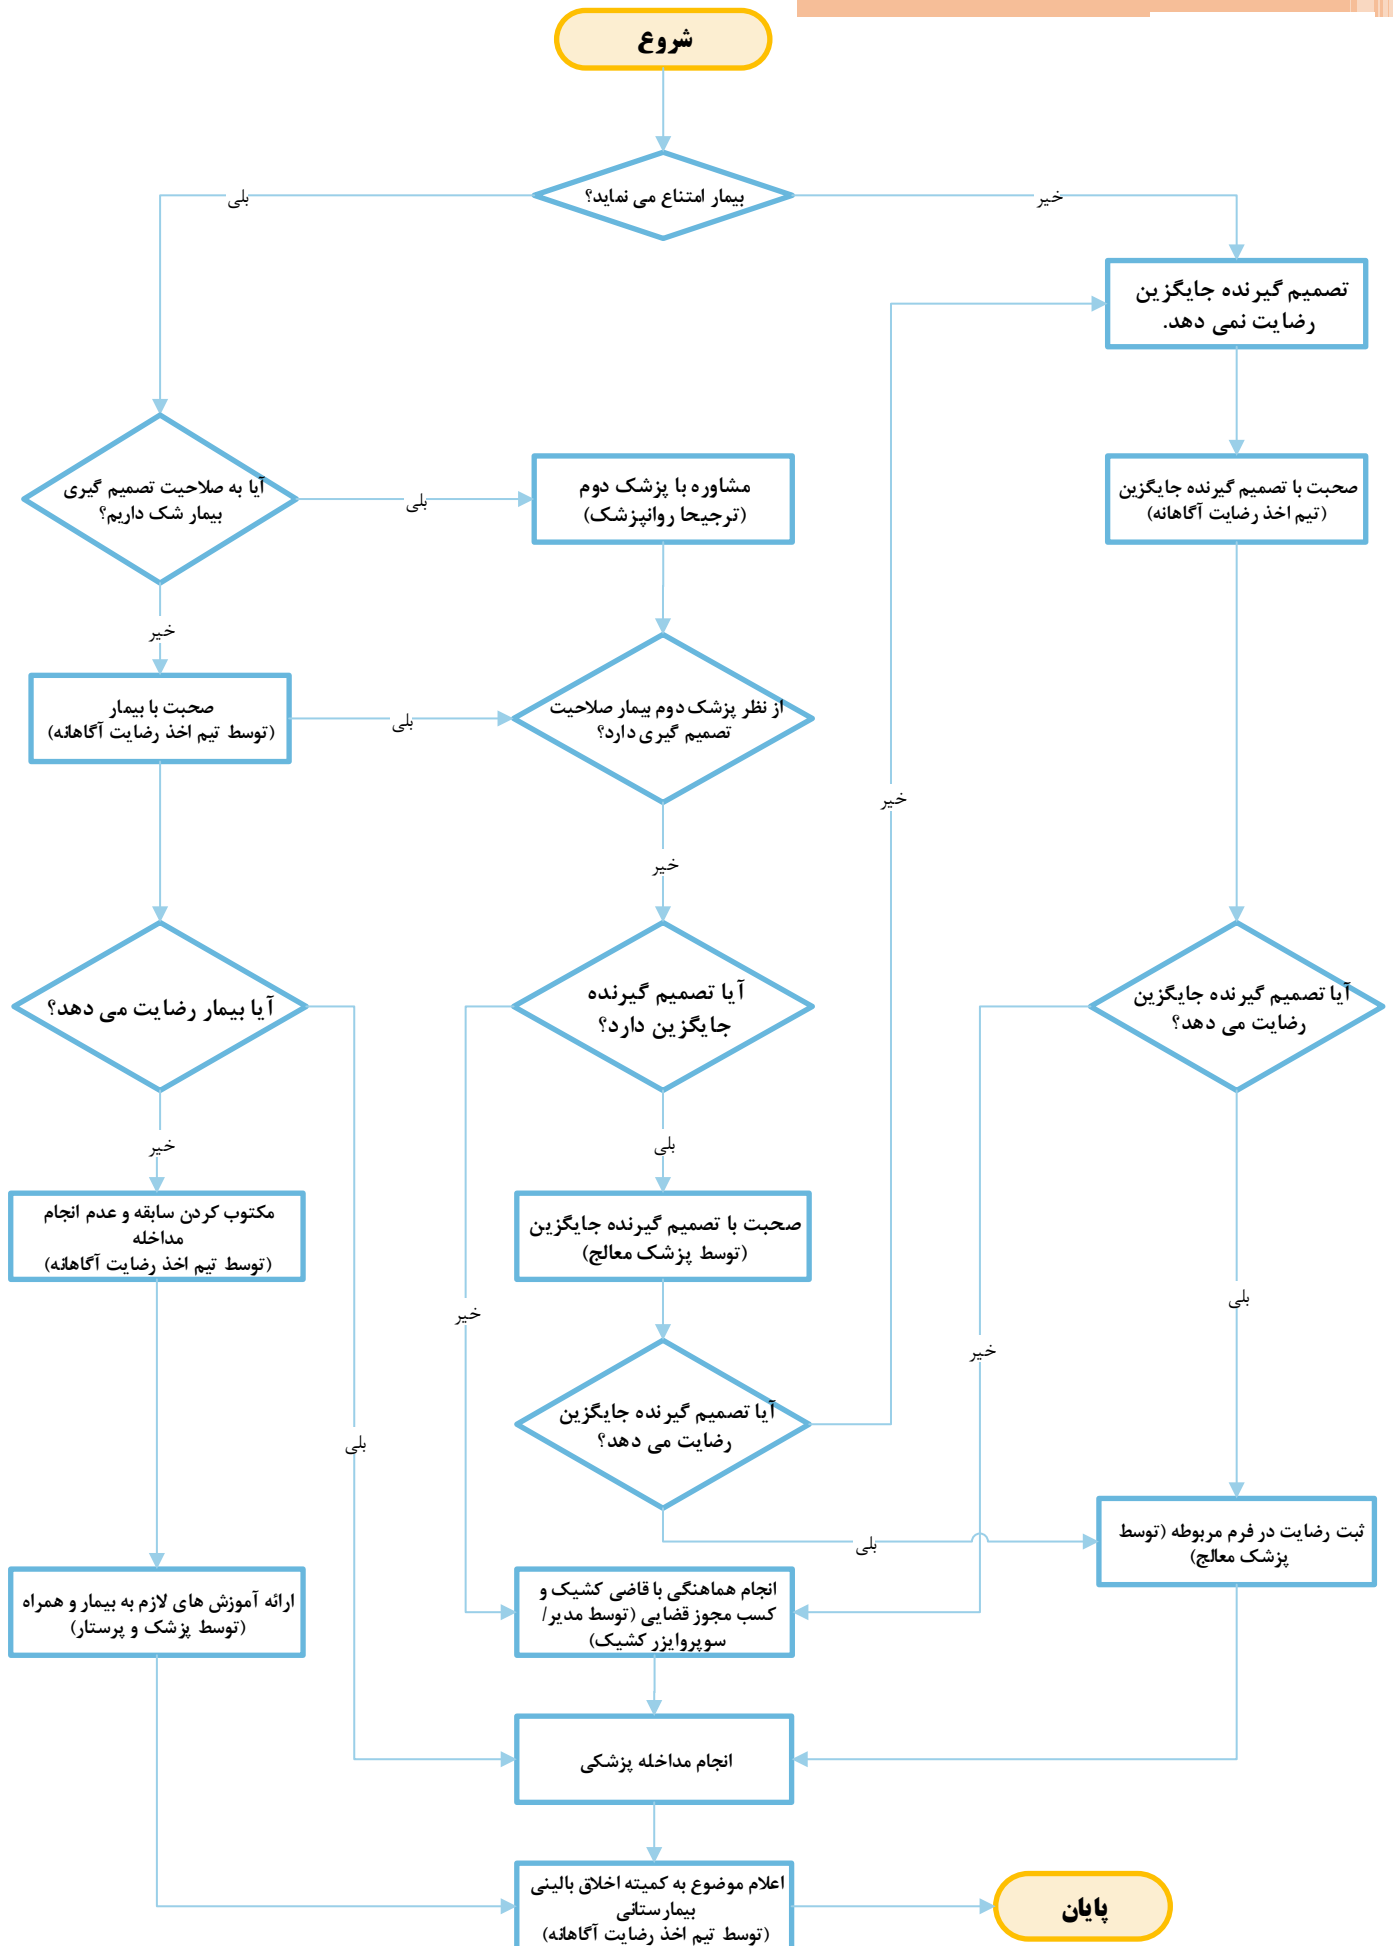 شروع
بیمار امتناع می نماید؟
بلی
خیر
تصمیم گیرنده جایگزین
رضایت نمی دهد.
آیا به صلاحیت تصمیم گیری
بیمار شک داریم؟
بلی
مشاوره با پزشک دوم
(ترجیحا روانپزشک)
صحبت با تصمیم گیرنده جایگزین
(تیم اخذ رضایت آگاهانه)
خیر
صحبت با بیمار
(توسط تیم اخذ رضایت آگاهانه)
بلی
از نظر پزشک دوم بیمار صلاحیت
تصمیم گیری دارد؟
خیر
خیر
آیا بیمار رضایت می دهد؟
آیا تصمیم گیرنده
جایگزین دارد؟
آیا تصمیم گیرنده جایگزین
رضایت می دهد؟
خیر
بلی
مکتوب کردن سابقه و عدم انجام
مداخله
(توسط تیم اخذ رضایت آگاهانه)
صحبت با تصمیم گیرنده جایگزین
(توسط پزشک معالج)
خیر
بلی
خیر
بلی
آیا تصمیم گیرنده جایگزین
رضایت می دهد؟
بلی
ثبت رضایت در فرم مربوطه (توسط
پزشک معالج)
ارائه آموزش های لازم به بیمار و همراه
(توسط پزشک و پرستار)
انجام هماهنگی با قاضی کشیک و
کسب مجوز قضایی (توسط مدیر/
سوپروایزر کشیک)
انجام مداخله پزشکی
اعلام موضوع به کمیته اخلاق بالینی
بیمارستانی
(توسط تیم اخذ رضایت آگاهانه)
پایان